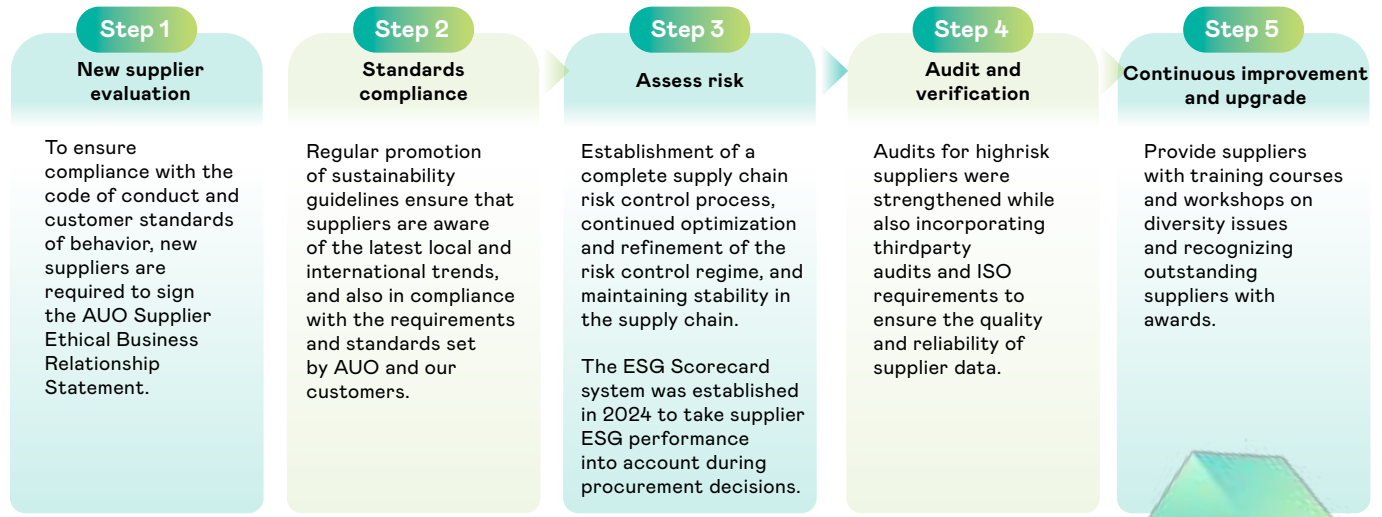 Step 1
New supplier
evaluation
To ensure
compliance with the
code of conduct and
customer standards
of behavior, new
suppliers are
required to sign
the AUO Supplier
Ethical Business
Relationship
Statement.
Step 2
Standards
compliance
Regular promotion
of sustainability
guidelines ensure that
suppliers are aware
of the latest local and
international trends,
and also in compliance
with the requirements
and standards set
by AUO and our
customers.
Step 3
Assess risk
Establishment of a
complete supply chain
risk control process,
continued optimization
and refinement of the
risk control regime, and
maintaining stability in
the supply chain.
The ESG Scorecard
system was established
in 2024 to take supplier
ESG performance
into account during
procurement decisions.
Step 4
Audit and
verification
Audits for highrisk
suppliers were
strengthened while
also incorporating
thirdparty
audits and ISO
requirements to
ensure the quality
and reliability of
supplier data.
Step 5
Continuous improvement
and upgrade
Provide suppliers
with training courses
and workshops on
diversity issues
and recognizing
outstanding
suppliers with
awards.